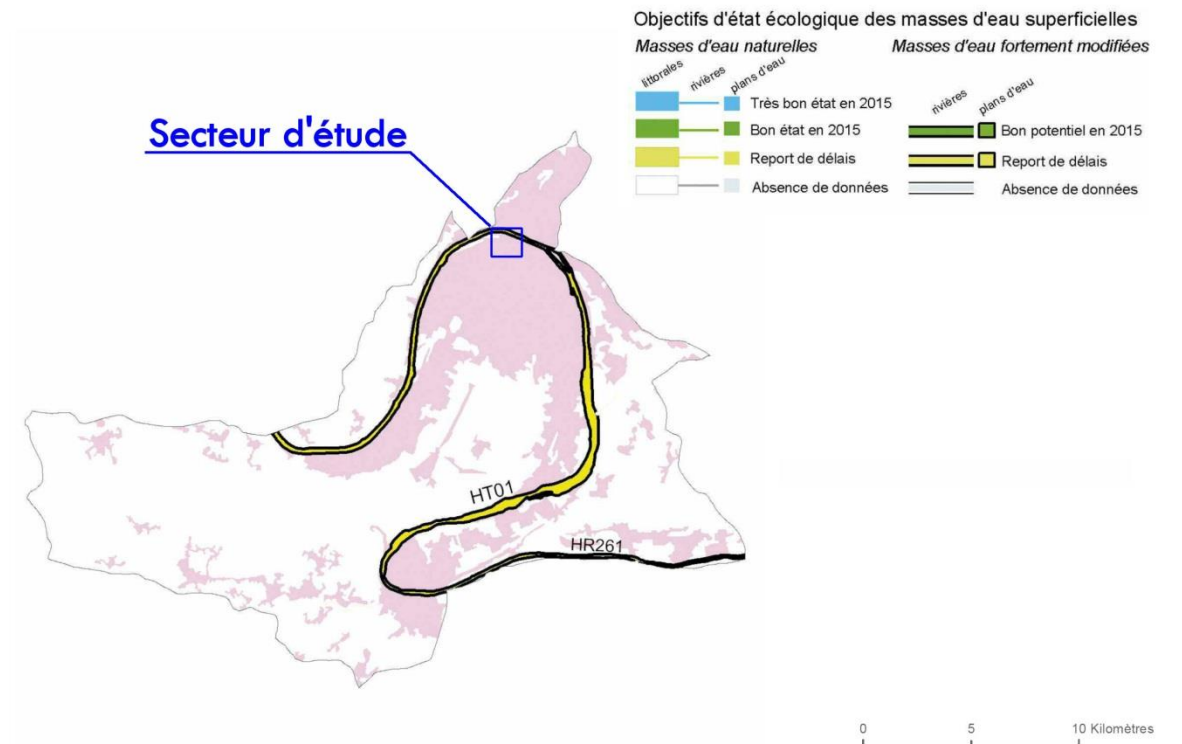 Objectifs d'état écologique des masses d'eau superficielles
Masses d'eau naturelles
Masses d'eau fortement modifiées
littorales
rivières
plans d'eau
rivières
plans d'eau
Très bon état en 2015
Bon état en 2015
Bon potentiel en 2015
Report de délais
Report de délais
Absence de données
Absence de données
Secteur d'étude
HT01
HR261
0 5 10 Kilomètres